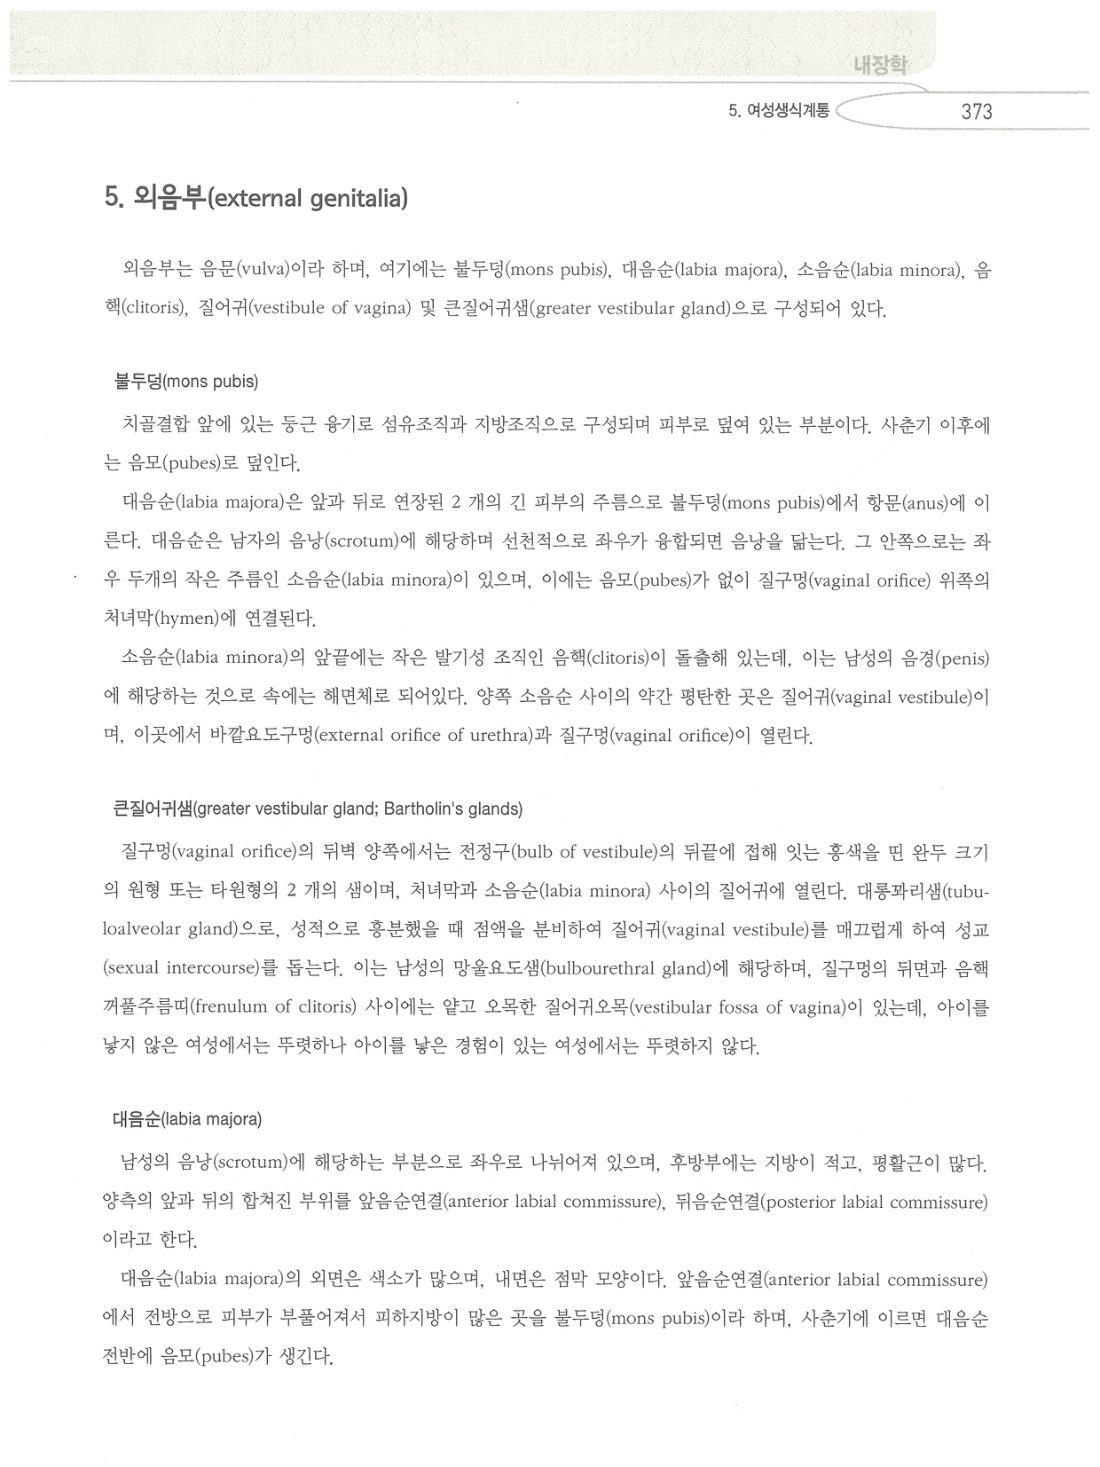 내장학
5. 여성생식계통
373
5. 외음부(external genitalia)
외음부는 음문(vulva)이라 하며, 여기에는 불두덩(mons pubis), 대음순(labia majora), 소음순(labia minora), 음
핵(clitoris), 질어귀(vestibule of vagina) 및 큰질어귀샘(greater vestibular gland)으로 구성되어 있다.
불두덩(mons pubis)
치골결합 앞에 있는 둥근 융기로 섬유조직과 지방조직으로 구성되며 피부로 덮여 있는 부분이다. 사춘기 이후에
는 음모(pubes)로 덮인다.
대음순(labia majora)은 앞과 뒤로 연장된 2 개의 긴 피부의 주름으로 불두덩(mons pubis)에서 항문(anus)에 이
른다. 대음순은 남자의 음낭(scrotum)에 해당하며 선천적으로 좌우가 융합되면 음낭을 닮는다. 그 안쪽으로는 좌
우 두개의 작은 주름인 소음순(labia minora)이 있으며, 이에는 음모(pubes)가 없이 질구멍(vaginal orifice) 위쪽의
처녀막(hymen)에 연결된다.
소음순(labia minora)의 앞끝에는 작은 발기성 조직인 음핵(clitoris)이 돌출해 있는데, 이는 남성의 음경(penis)
에 해당하는 것으로 속에는 해면체로 되어있다. 양쪽 소음순 사이의 약간 평탄한 곳은 질어귀(vaginal vestibule)이
며, 이곳에서 바깥요도구멍(external orifice of urethra)과 질구멍(vaginal orifice)이 열린다.
큰질어귀샘(greater vestibular gland; Bartholin's glands)
질구멍(vaginal orifice)의 뒤벽 양쪽에서는 전정구(bulb of vestibule)의 뒤끝에 접해 잇는 홍색을 띤 완두 크기
의 원형 또는 타원형의 2 개의 샘이며, 처녀막과 소음순(labia minora) 사이의 질어귀에 열린다. 대롱꽈리샘(tubu-
loalveolar gland)으로, 성적으로 흥분했을 때 점액을 분비하여 질어귀(vaginal vestibule)를 매끄럽게 하여 성교
(sexual intercourse)를 돕는다. 이는 남성의 망울요도샘(bulbourethral gland)에 해당하며, 질구멍의 뒤면과 음핵
꺼풀주름띠(frenulum of clitoris) 사이에는 얕고 오목한 질어귀오목(vestibular fossa of vagina)이 있는데, 아이를
낳지 않은 여성에서는 뚜렷하나 아이를 낳은 경험이 있는 여성에서는 뚜렷하지 않다.
대음순(labia majora)
남성의 음낭(scrotum)에 해당하는 부분으로 좌우로 나뉘어져 있으며, 후방부에는 지방이 적고, 평활근이 많다.
양측의 앞과 뒤의 합쳐진 부위를 앞음순연결(anterior labial commissure), 뒤음순연결(posterior labial commissure)
이라고 한다.
대음순(labia majora)의 외면은 색소가 많으며, 내면은 점막 모양이다. 앞음순연결(anterior labial commissure)
에서 전방으로 피부가 부풀어져서 피하지방이 많은 곳을 불두덩(mons pubis)이라 하며, 사춘기에 이르면 대음순
전반에 음모(pubes)가 생긴다.